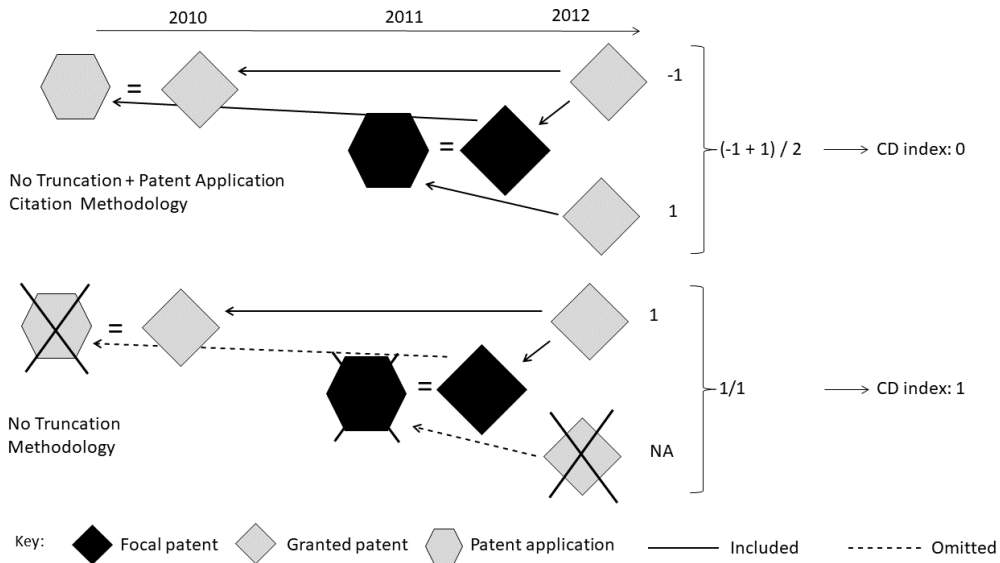 2010 2011 2012
-1
= 
=
(-1 + 1) / 2 CD index: 0
No Truncation + Patent Application
Citation Methodology
1
= 
1
=
1/1 CD index: 1
No Truncation
Methodology
NA
Key: Focal patent Granted patent Patent application Included Omitted